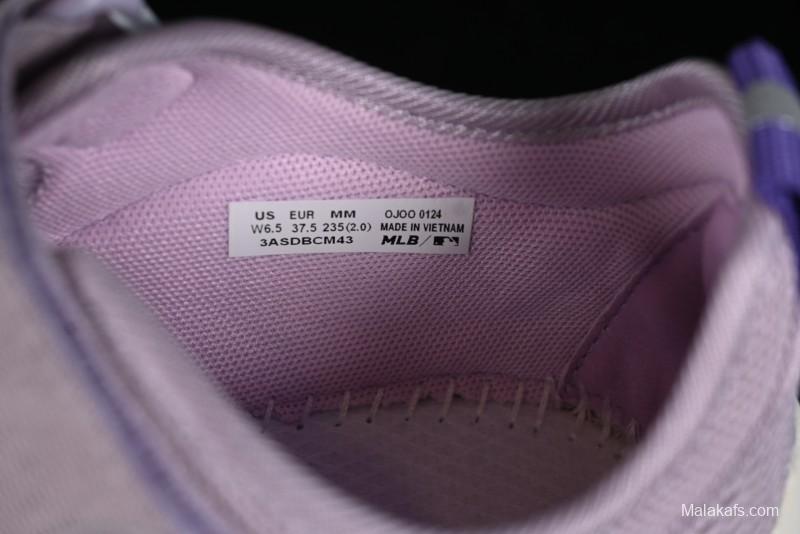 US EUR MM OJOO 0124
W6.5 37.5 235(2.0) MADE IN VIETNAM
3ASDBCM43 MLB
Malakafs.com